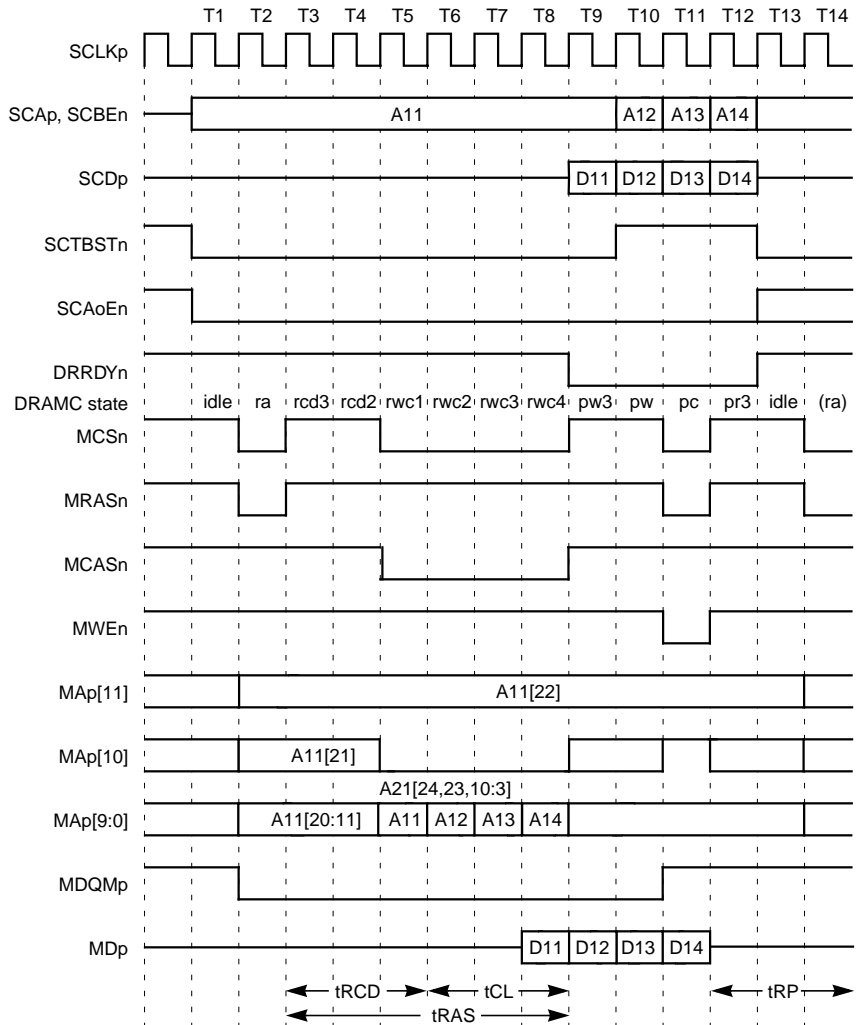 T1 T2 T3 T4 T5 T6 T7 T8 T9 T10 T11 T12 T13 T14
SCLKp
SCAp, SCBEn A11 A12 A13 A14
SCDp D11 D12 D13 D14
SCTBSTn
SCAoEn
DRRDYn
DRAMC state idle ra rcd3 rcd2 rwc1 rwc2 rwc3 rwc4 pw3 pw pc pr3 idle (ra)
MCSn
MRASn
MCASn
MWEn
MAp[11] A11[22]
MAp[10] A11[21]
A21[24,23,10:3]
MAp[9:0] A11[20:11] A11 A12 A13 A14
MDQMp
MDp D11 D12 D13 D14
tRCD tCL tRP
tRAS